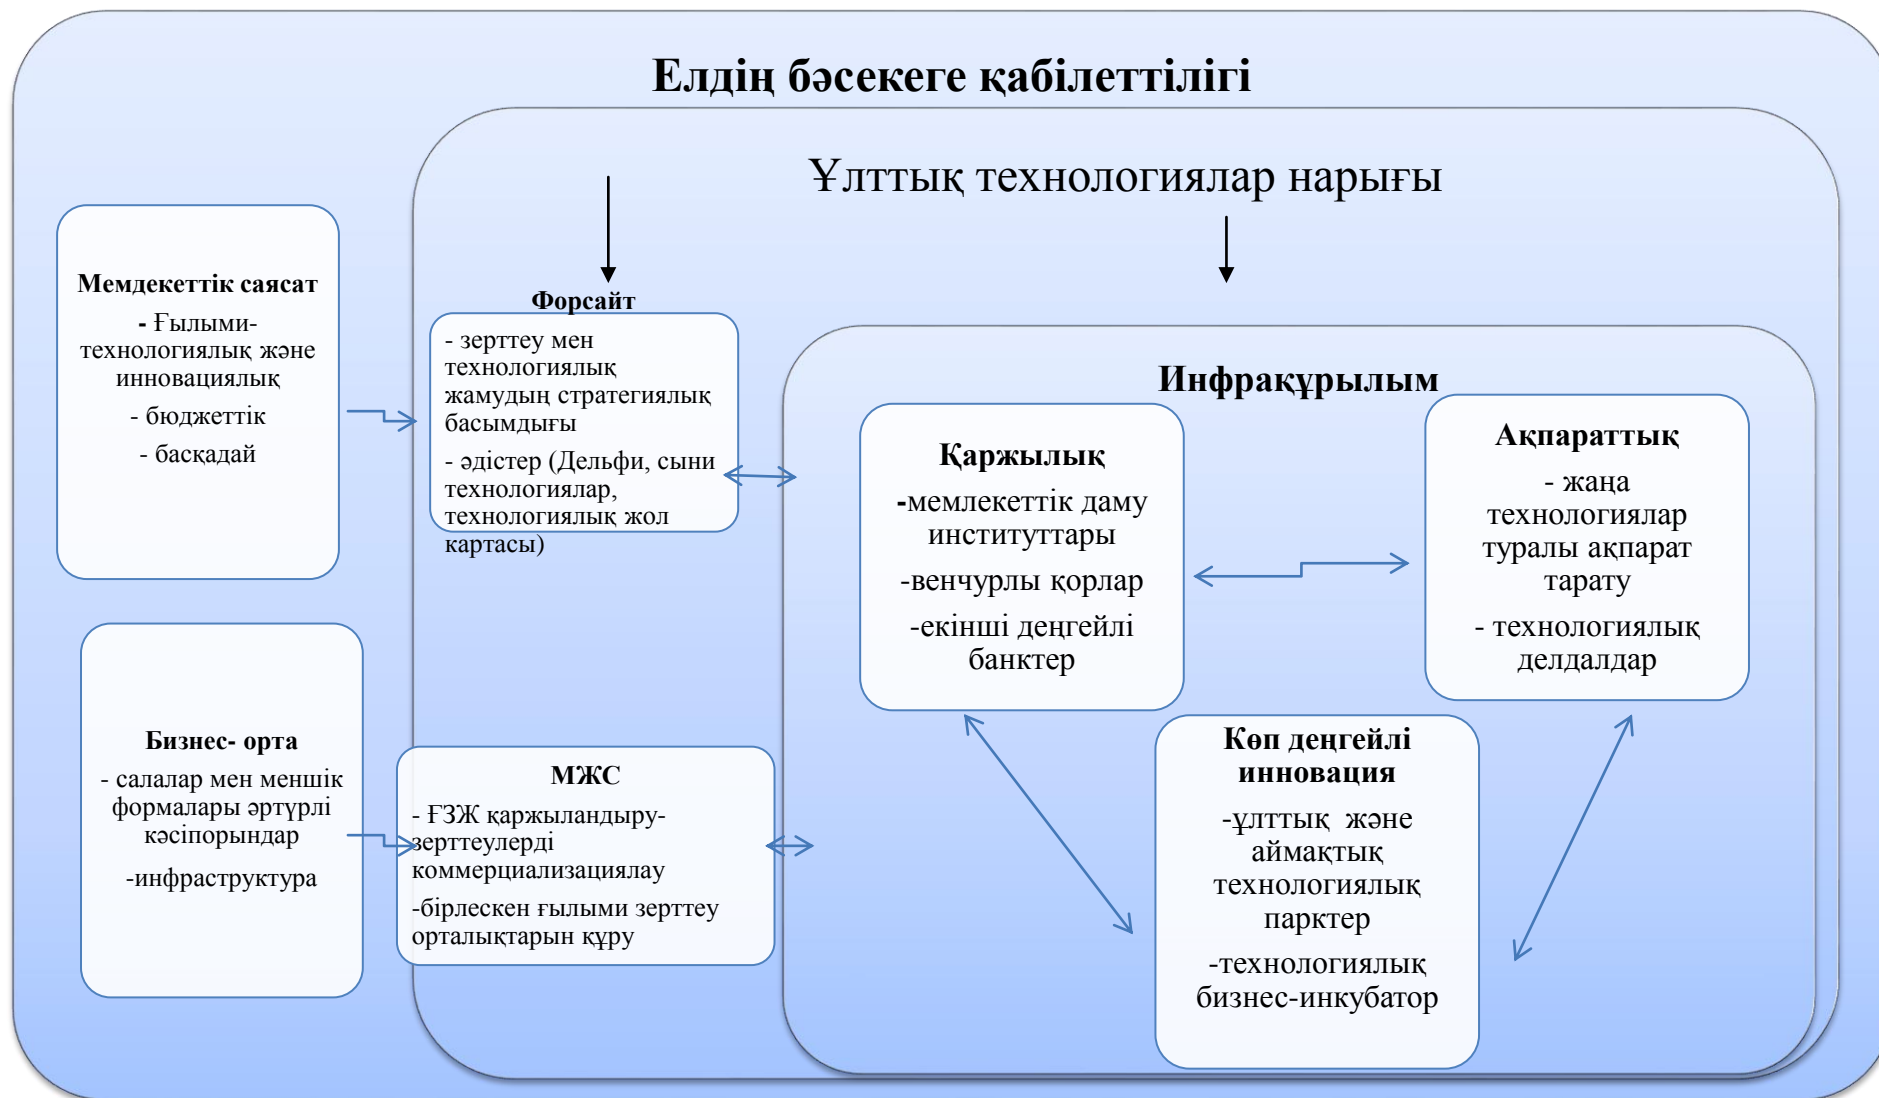 Елдің бәсекеге қабілеттілігі
Ұлттық технологиялар нарығы
Мемдекеттік саясат
- Ғылыми-
технологиялық және
инновациялық
- бюджеттік
- басқадай
Форсайт
- зерттеу мен
технологиялық
жамудың стратегиялық
басымдығы
- әдістер (Дельфи, сыни
технологиялар,
технологиялық жол
картасы)
Инфрақұрылым
Қаржылық
-мемлекеттік даму
институттары
-венчурлы қорлар
-екінші деңгейлі
банктер
Ақпараттық
- жаңа
технологиялар
туралы ақпарат
тарату
- технологиялық
делдалдар
Бизнес- орта
- салалар мен меншік
формалары әртүрлі
кәсіпорындар
-инфраструктура
МЖС
- ҒЗЖ қаржыландыру-
зерттеулерді
коммерциализациялау
-бірлескен ғылыми зерттеу
орталықтарын құру
Көп деңгейлі
инновация
-ұлттық және
аймақтық
технологиялық
парктер
-технологиялық
бизнес-инкубатор